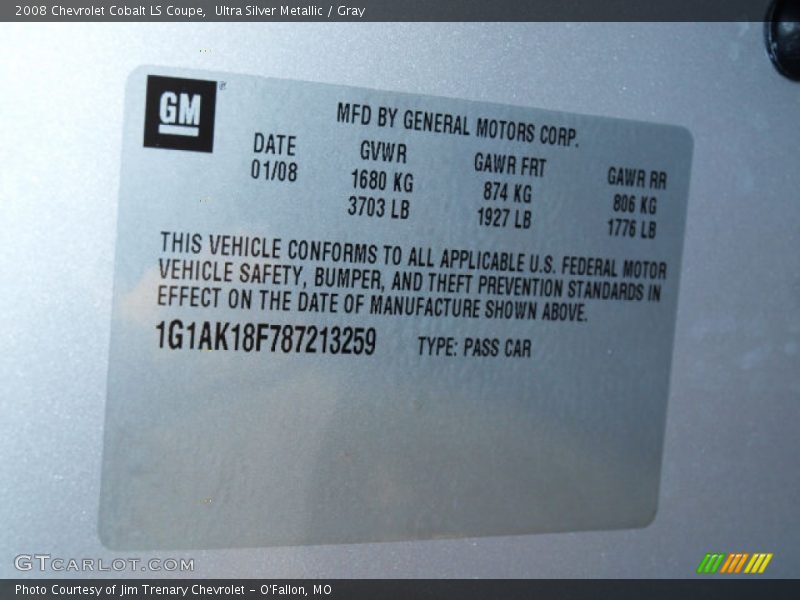 2008 Chevrolet Cobalt LS Coupe, Ultra Silver Metallic / Gray
GM
MFD BY GENERAL MOTORS CORP.
DATE GVWR GAWR FRT GAWR RR
01/08 1680 KG 874 KG 806 KG
3703 LB 1927 LB 1776 LB
THIS VEHICLE CONFORMS TO ALL APPLICABLE U.S. FEDERAL MOTOR
VEHICLE SAFETY, BUMPER, AND THEFT PREVENTION STANDARDS IN
EFFECT ON THE DATE OF MANUFACTURE SHOWN ABOVE.
1G1AK18F787213259 TYPE: PASS CAR
GTCARLOT.COM
Photo Courtesy of Jim Trenary Chevrolet - O'Fallon, MO